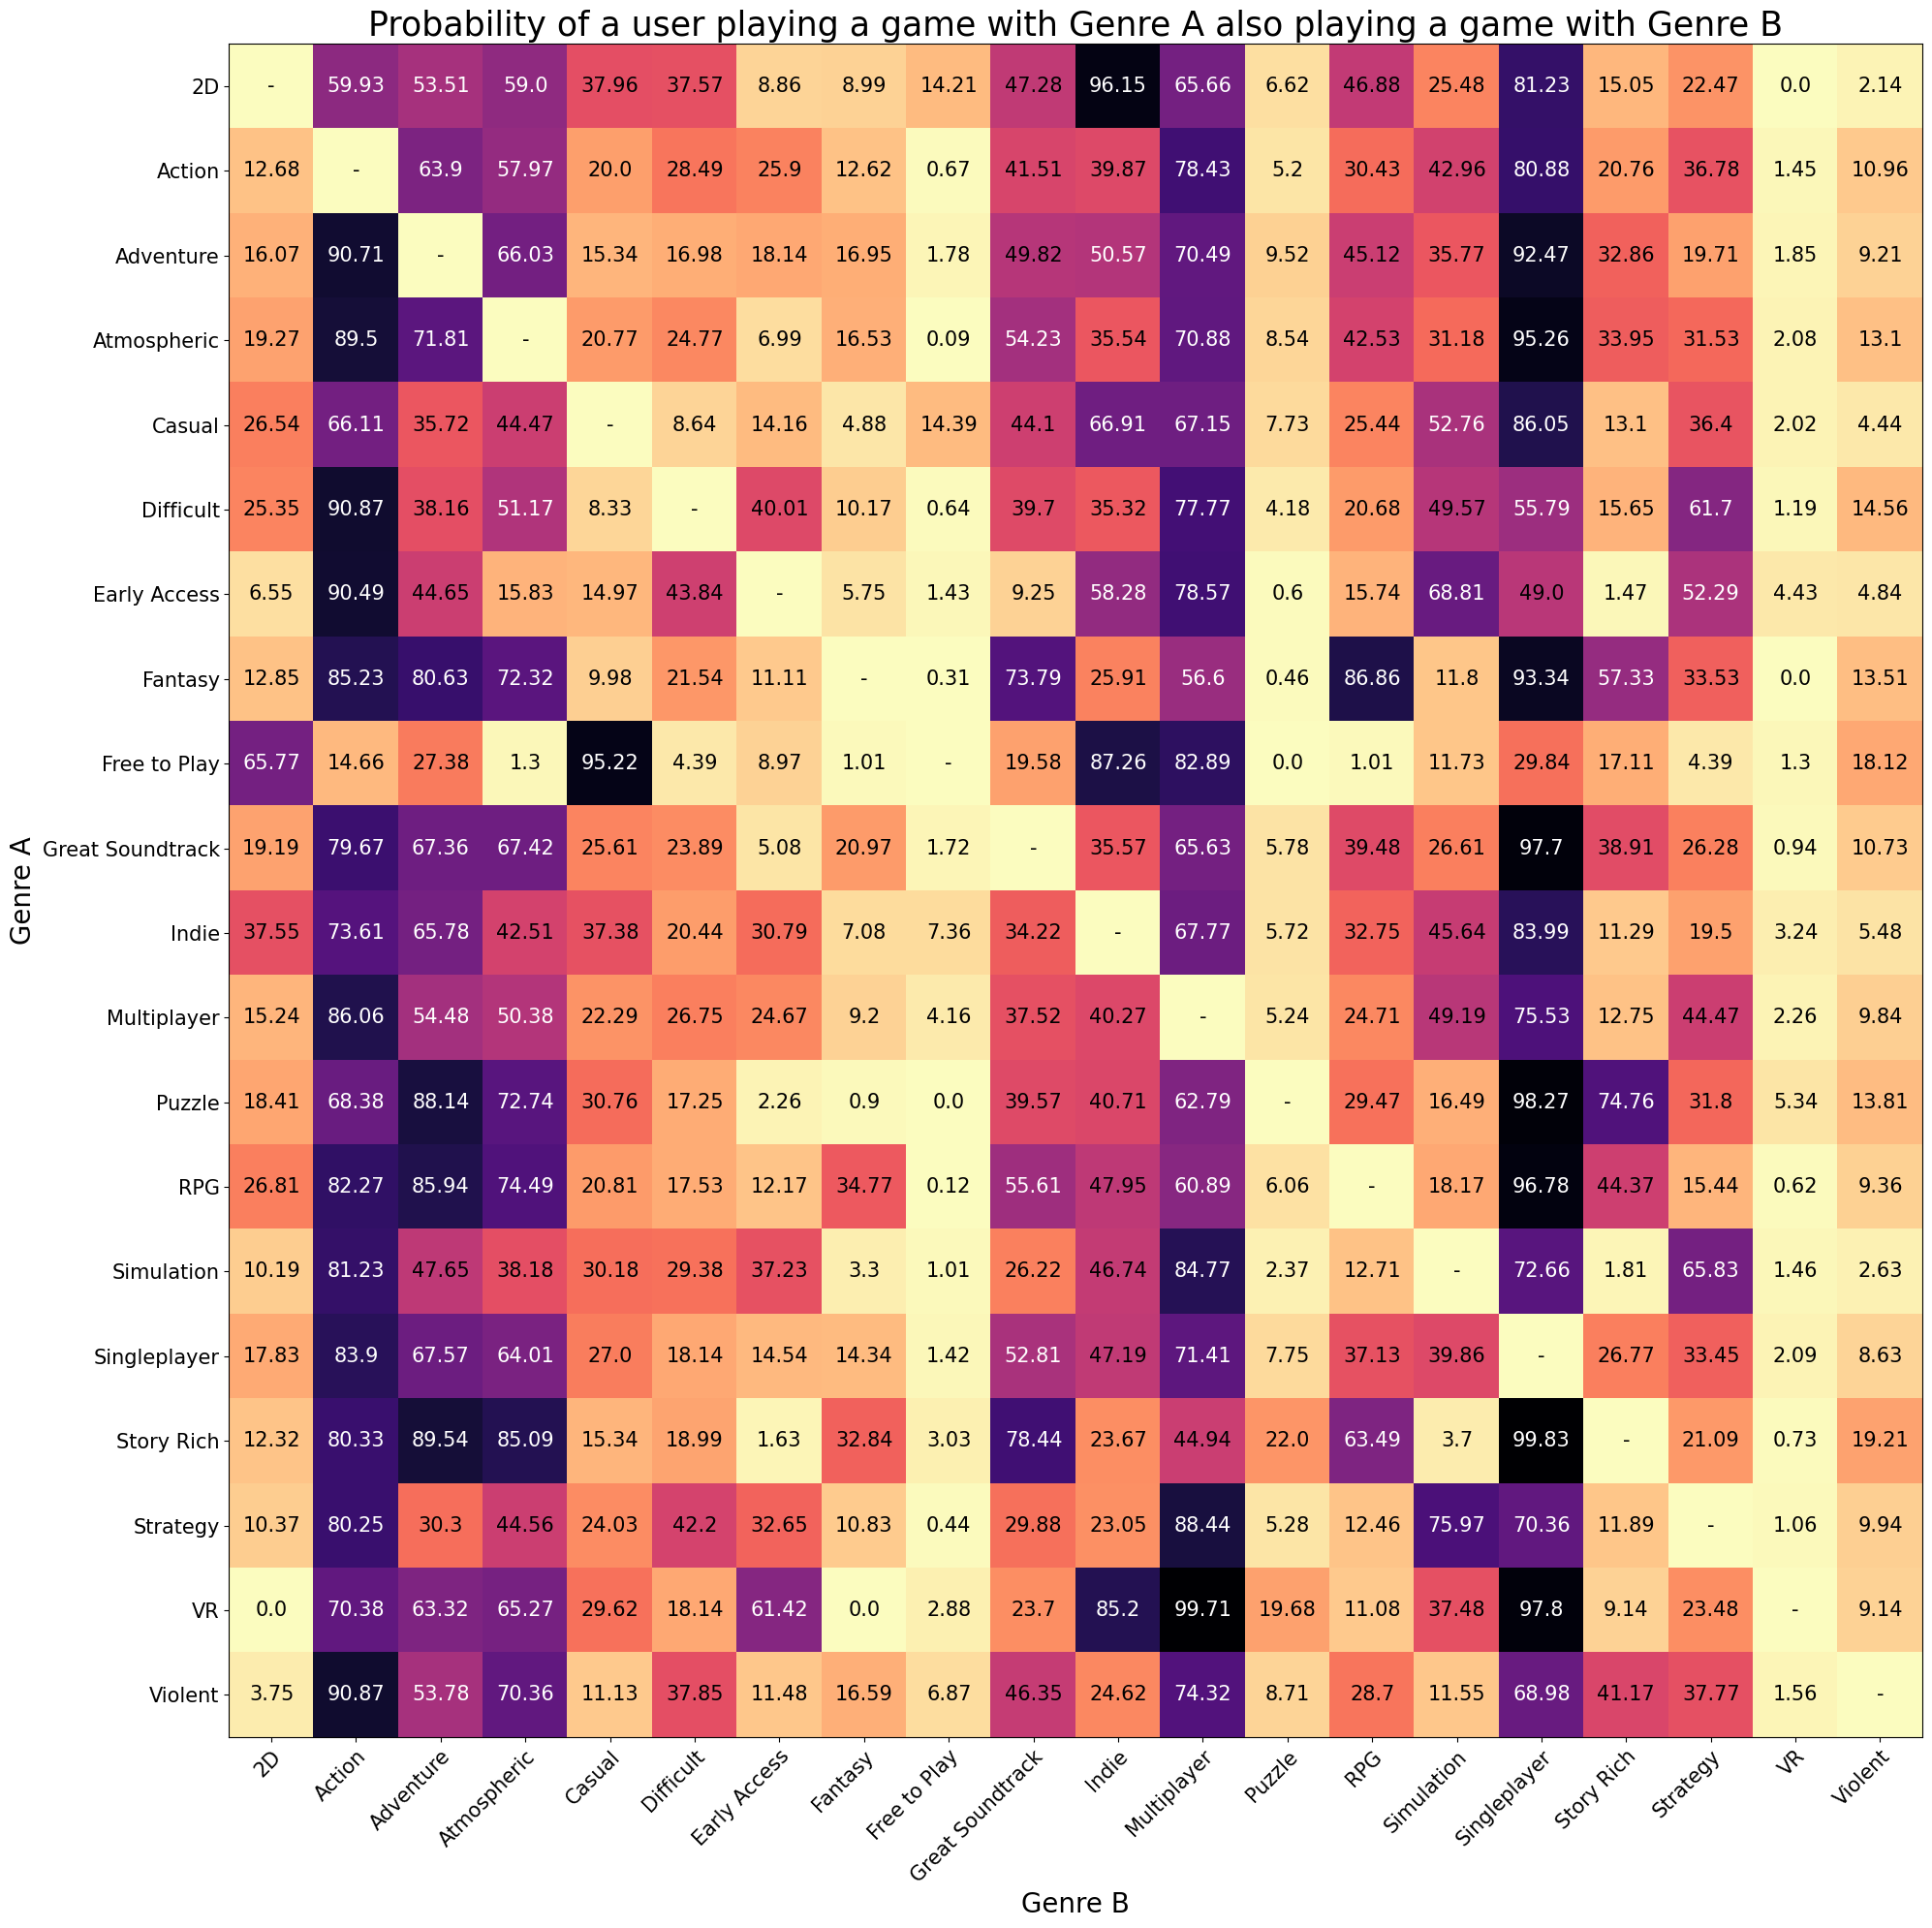 Probability of a user playing a game with Genre A also playing a game with Genre B
2D - 59.93 53.51 59.0 37.96 37.57 8.86 8.99 14.21 47.28 96.15 65.66 6.62 46.88 25.48 81.23 15.05 22.47 0.0 2.14
Action 12.68 - 63.9 57.97 20.0 28.49 25.9 12.62 0.67 41.51 39.87 78.43 5.2 30.43 42.96 80.88 20.76 36.78 1.45 10.96
Adventure 16.07 90.71 - 66.03 15.34 16.98 18.14 16.95 1.78 49.82 50.57 70.49 9.52 45.12 35.77 92.47 32.86 19.71 1.85 9.21
Atmospheric 19.27 89.5 71.81 - 20.77 24.77 6.99 16.53 0.09 54.23 35.54 70.88 8.54 42.53 31.18 95.26 33.95 31.53 2.08 13.1
Casual 26.54 66.11 35.72 44.47 - 8.64 14.16 4.88 14.39 44.1 66.91 67.15 7.73 25.44 52.76 86.05 13.1 36.4 2.02 4.44
Difficult 25.35 90.87 38.16 51.17 8.33 - 40.01 10.17 0.64 39.7 35.32 77.77 4.18 20.68 49.57 55.79 15.65 61.7 1.19 14.56
Early Access 6.55 90.49 44.65 15.83 14.97 43.84 - 5.75 1.43 9.25 58.28 78.57 0.6 15.74 68.81 49.0 1.47 52.29 4.43 4.84
Fantasy 12.85 85.23 80.63 72.32 9.98 21.54 11.11 - 0.31 73.79 25.91 56.6 0.46 86.86 11.8 93.34 57.33 33.53 0.0 13.51
Free to Play 65.77 14.66 27.38 1.3 95.22 4.39 8.97 1.01 - 19.58 87.26 82.89 0.0 1.01 11.73 29.84 17.11 4.39 1.3 18.12
Great Soundtrack 19.19 79.67 67.36 67.42 25.61 23.89 5.08 20.97 1.72 - 35.57 65.63 5.78 39.48 26.61 97.7 38.91 26.28 0.94 10.73
Indie 37.55 73.61 65.78 42.51 37.38 20.44 30.79 7.08 7.36 34.22 - 67.77 5.72 32.75 45.64 83.99 11.29 19.5 3.24 5.48
Multiplayer 15.24 86.06 54.48 50.38 22.29 26.75 24.67 9.2 4.16 37.52 40.27 - 5.24 24.71 49.19 75.53 12.75 44.47 2.26 9.84
Puzzle 18.41 68.38 88.14 72.74 30.76 17.25 2.26 0.9 0.0 39.57 40.71 62.79 - 29.47 16.49 98.27 74.76 31.8 5.34 13.81
RPG 26.81 82.27 85.94 74.49 20.81 17.53 12.17 34.77 0.12 55.61 47.95 60.89 6.06 - 18.17 96.78 44.37 15.44 0.62 9.36
Simulation 10.19 81.23 47.65 38.18 30.18 29.38 37.23 3.3 1.01 26.22 46.74 84.77 2.37 12.71 - 72.66 1.81 65.83 1.46 2.63
Singleplayer 17.83 83.9 67.57 64.01 27.0 18.14 14.54 14.34 1.42 52.81 47.19 71.41 7.75 37.13 39.86 - 26.77 33.45 2.09 8.63
Story Rich 12.32 80.33 89.54 85.09 15.34 18.99 1.63 32.84 3.03 78.44 23.67 44.94 22.0 63.49 3.7 99.83 - 21.09 0.73 19.21
Strategy 10.37 80.25 30.3 44.56 24.03 42.2 32.65 10.83 0.44 29.88 23.05 88.44 5.28 12.46 75.97 70.36 11.89 - 1.06 9.94
VR 0.0 70.38 63.32 65.27 29.62 18.14 61.42 0.0 2.88 23.7 85.2 99.71 19.68 11.08 37.48 97.8 9.14 23.48 - 9.14
Violent 3.75 90.87 53.78 70.36 11.13 37.85 11.48 16.59 6.87 46.35 24.62 74.32 8.71 28.7 11.55 68.98 41.17 37.77 1.56 -
Genre A
2D Action Adventure Atmospheric Casual Difficult Early Access Fantasy Free to Play Great Soundtrack Indie Multiplayer Puzzle RPG Simulation Singleplayer Story Rich Strategy VR Violent
Genre B